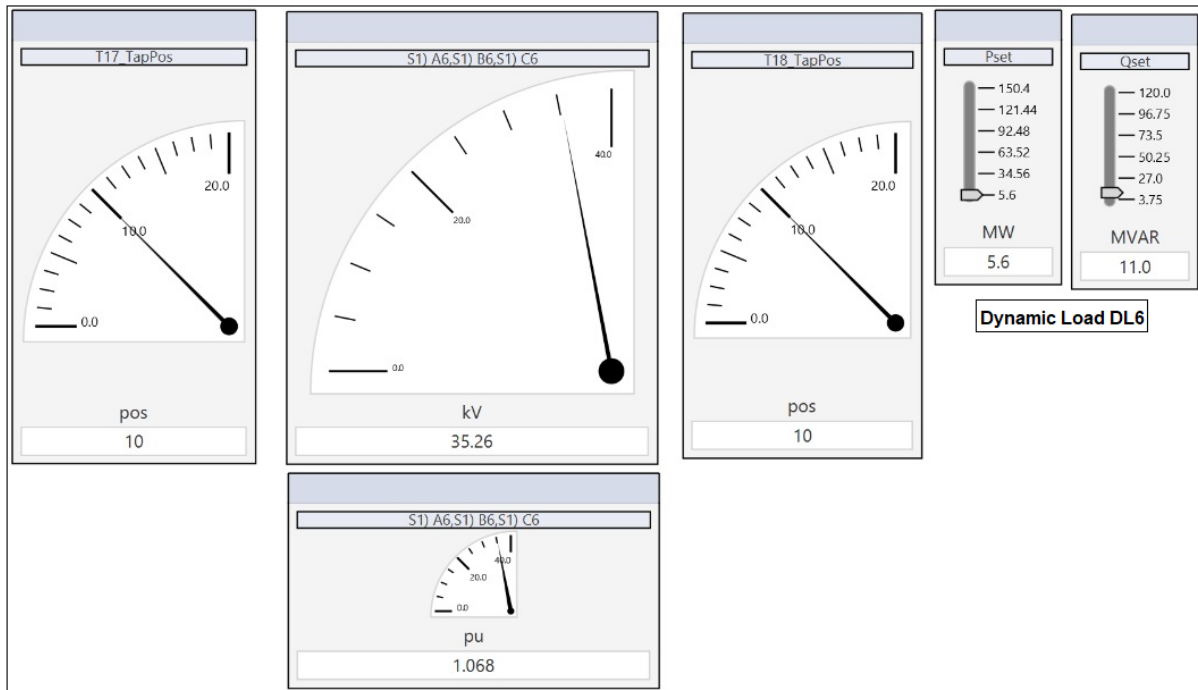 T17_TapPos
20.0
10.0
0.0
pos
10
S1) A6,S1) B6,S1) C6
40.0
20.0
0.0
kV
35.26
T18_TapPos
20.0
10.0
0.0
pos
10
Pset
150.4
121.44
92.48
63.52
34.56
5.6
MW
5.6
Qset
120.0
96.75
73.5
50.25
27.0
3.75
MVAR
11.0
Dynamic Load DL6
S1) A6,S1) B6,S1) C6
40.0
20.0
0.0
pu
1.068